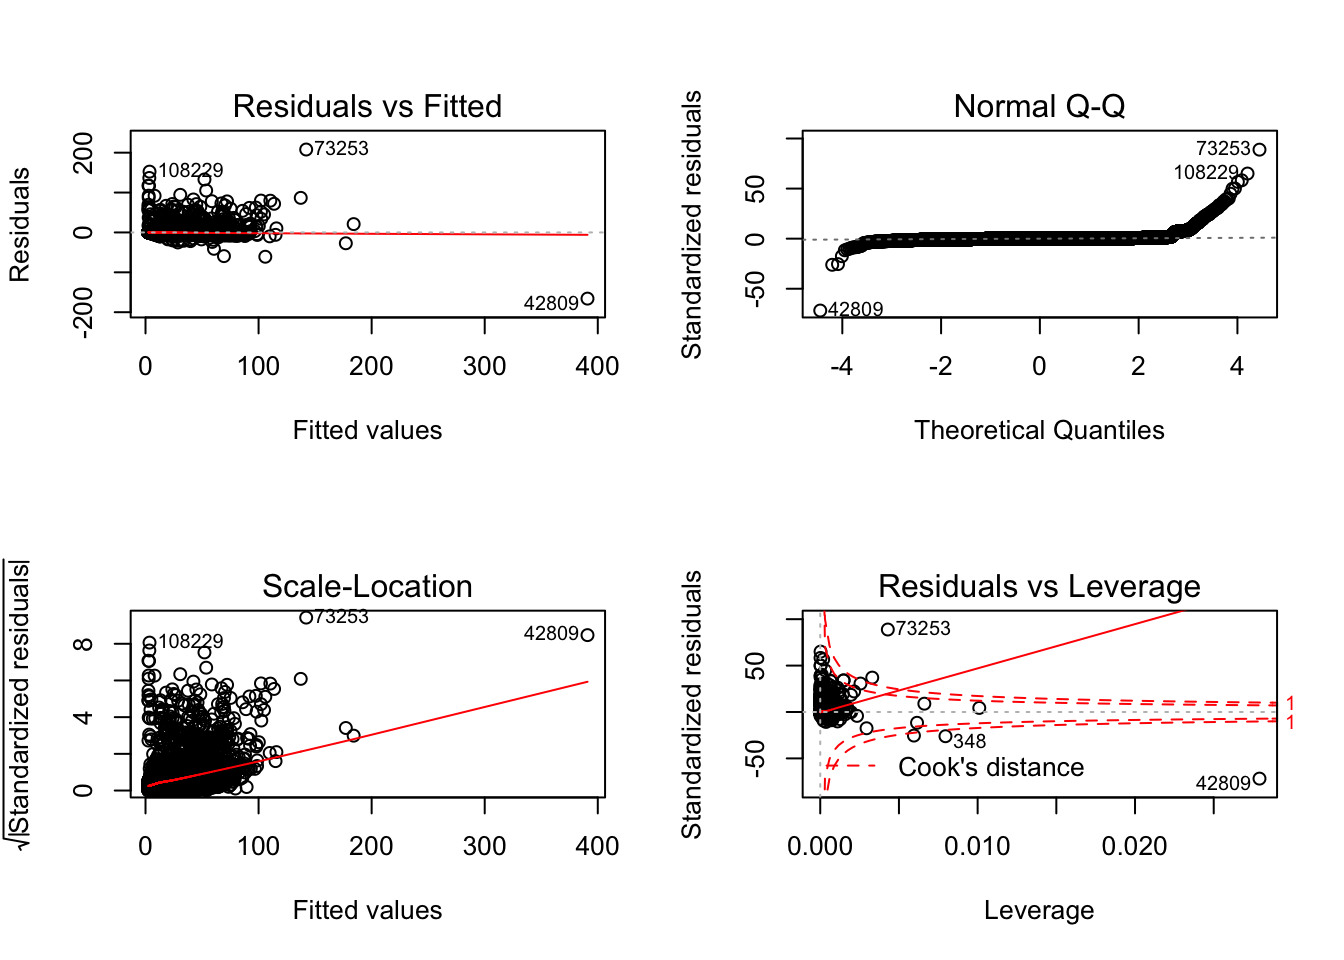 Residuals vs Fitted
Residuals
200
0
-200
73253
108229
42809
0 100 200 300 400
Fitted values
Normal Q-Q
Standardized residuals
50
0
-50
73253
108229
42809
-4 -2 0 2 4
Theoretical Quantiles
Scale-Location
√|Standardized residuals|
8
4
0
73253
108229
42809
0 100 200 300 400
Fitted values
Residuals vs Leverage
Standardized residuals
50
0
-50
73253
1
1
348
Cook's distance
42809
0.000 0.010 0.020
Leverage